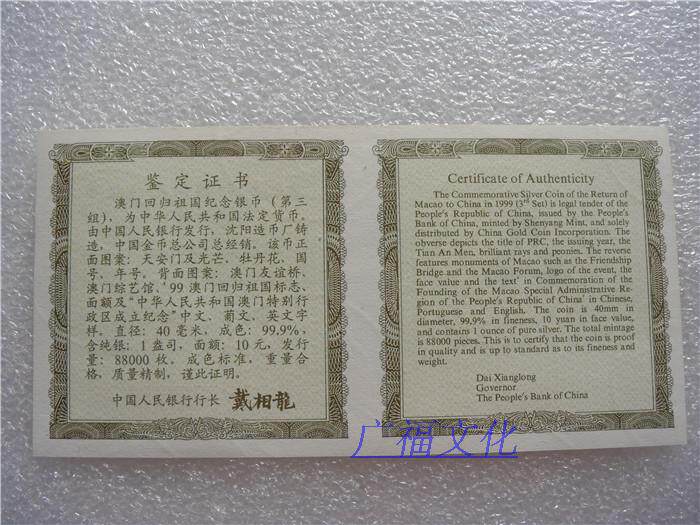 鉴定证书
澳门回归祖国纪念银币（第三
组），为中华人民共和国法定货币。
由中国人民银行发行，沈阳造币厂铸
造，中国金币总公司总经销。该币正
面图案：天安门及光芒、牡丹花、国
号、年号。背面图案：澳门友谊桥、
澳门综艺馆、'99澳门回归祖国标志、
面额及“中华人民共和国澳门特别行
政区成立纪念”中文、葡文、英文字
样。直径：40毫米，成色：99.9%，
含纯银：1盎司，面额：10元，发行
量：88000枚。成色标准，重量合
格，质量精制，谨此证明。
中国人民银行行长 戴相龍
Certificate of Authenticity
The Commemorative Silver Coin of the Return of
Macao to China in 1999 (3rd Set) is legal tender of the
People's Republic of China, issued by the People's
Bank of China, minted by Shenyang Mint, and solely
distributed by China Gold Coin Incorporation. The
obverse depicts the title of PRC, the issuing year, the
Tian An Men, brilliant rays and peonies. The reverse
features monuments of Macao such as the Friendship
Bridge and the Macao Forum, logo of the event, the
face value and the text 'in Commemoration of the
Founding of the Macao Special Administrative Re-
gion of the People's Republic of China' in Chinese,
Portuguese and English. The coin is 40mm in
diameter, 99.9% in fineness, 10 yuan in face value,
and contains 1 ounce of pure silver. The total mintage
is 88000 pieces. This is to certify that the coin is proof
in quality and is up to standard as to its fineness and
weight.
Dai Xianglong
Governor
The People's Bank of China
广福文化